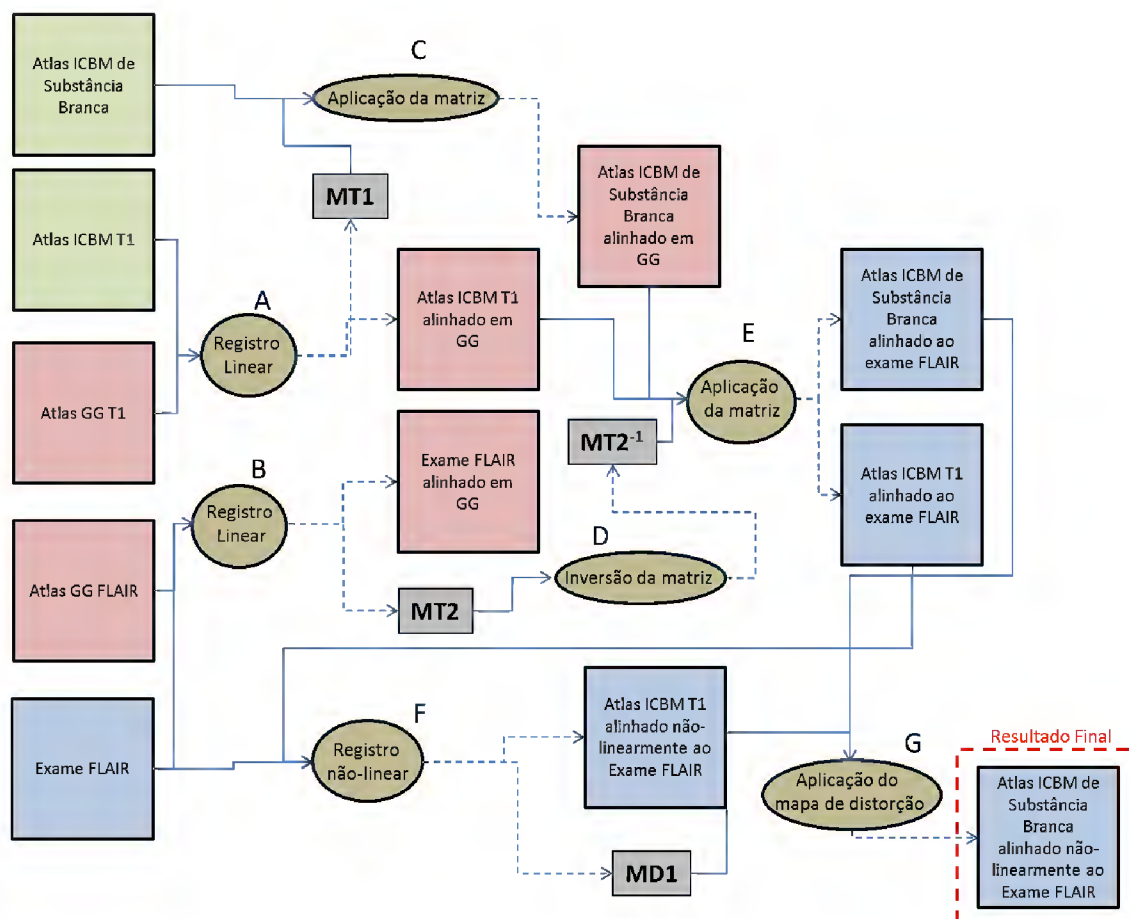 Atlas ICBM de
Substância
Branca
C
Aplicação da matriz
MT1
Atlas ICBM de
Substância
Branca
alinhado em
GG
Atlas ICBM T1
A
Registro
Linear
Atlas ICBM T1
alinhado em
GG
Atlas ICBM de
Substância
Branca
alinhado ao
exame FLAIR
E
Aplicação
da matriz
Atlas GG T1
MT2-1
Exame FLAIR
alinhado em
GG
B
Registro
Linear
Atlas ICBM T1
alinhado ao
exame FLAIR
D
Inversão da matriz
Atlas GG FLAIR
MT2
Exame FLAIR
F
Registro
não-linear
Atlas ICBM T1
alinhado não-
linearmente ao
Exame FLAIR
MD1
G
Aplicação do
mapa de distorção
Resultado Final
Atlas ICBM de
Substância
Branca
alinhado não-
linearmente ao
Exame FLAIR